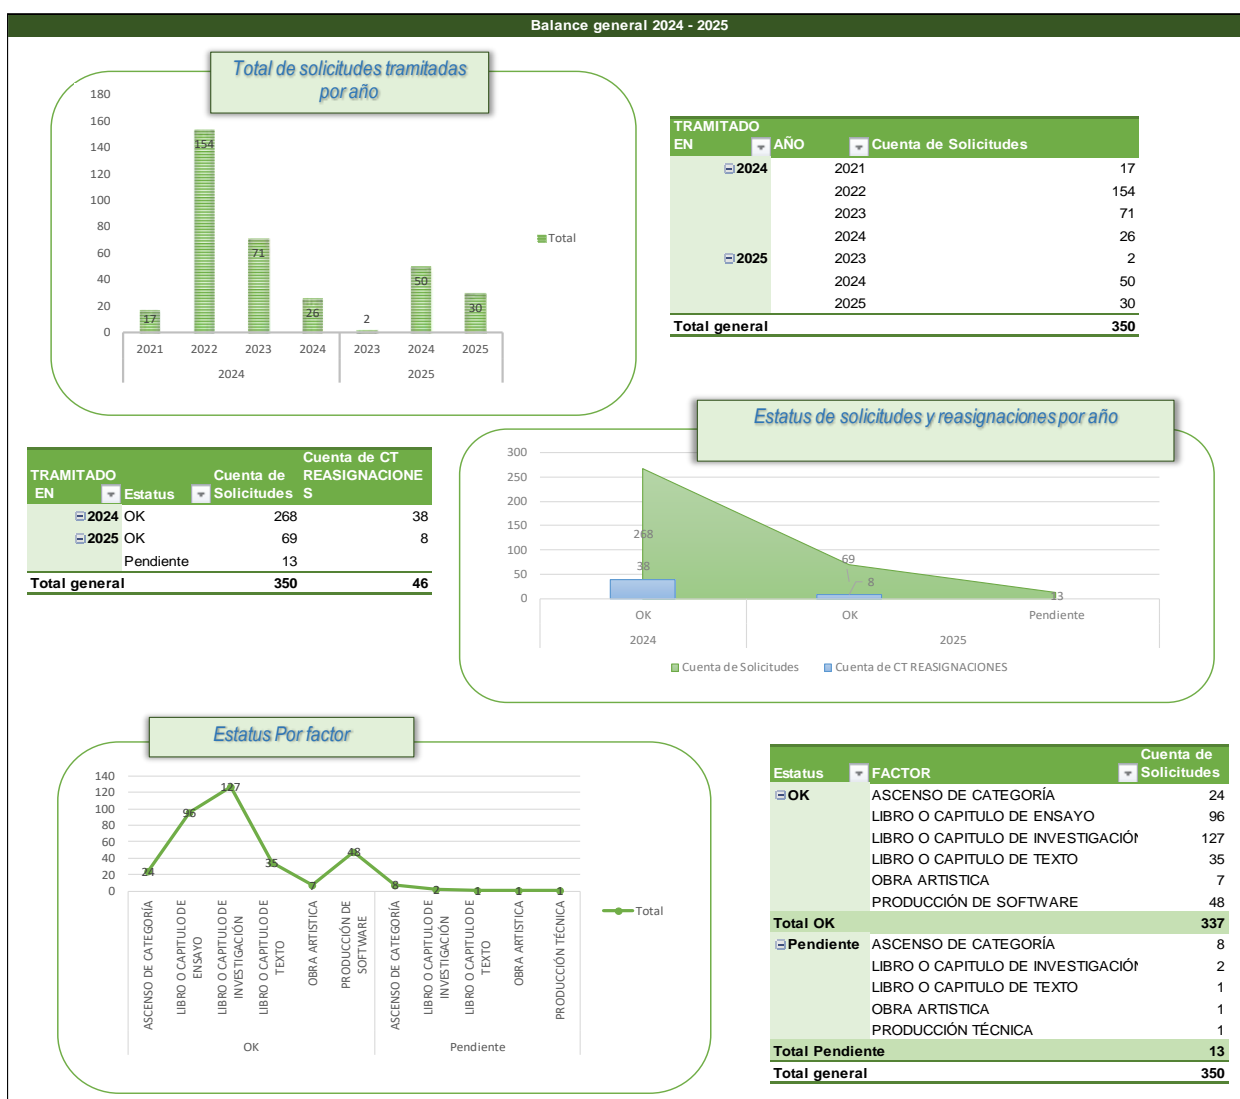 Balance general 2024 - 2025
Total de solicitudes tramitadas
por año
180
160
140
120
100
80
60
40
20
0
17
154
71
26
2
50
30
2021 2022 2023 2024 2023 2024 2025
2024 2025
Total
TRAMITADO
EN AÑO Cuenta de Solicitudes
2024 2021 17
2022 154
2023 71
2024 26
2025 2023 2
2024 50
2025 30
Total general 350
Estatus de solicitudes y reasignaciones por año
300
250
200
150
100
50
0
268
38
69
8
13
OK OK Pendiente
2024 2025
Cuenta de Solicitudes Cuenta de CT REASIGNACIONES
Cuenta de CT
TRAMITADO Cuenta de REASIGNACIONE
EN Estatus Solicitudes S
2024 OK 268 38
2025 OK 69 8
Pendiente 13
Total general 350 46
Estatus Por factor
140
120
100
80
60
40
20
0
24
96
127
35
7
48
8
2
1
1
1
ASCENSO DE CATEGORÍA
LIBRO O CAPITULO DE
ENSAYO
LIBRO O CAPITULO DE
INVESTIGACIÓN
LIBRO O CAPITULO DE
TEXTO
OBRA ARTISTICA
PRODUCCIÓN DE
SOFTWARE
ASCENSO DE CATEGORÍA
LIBRO O CAPITULO DE
INVESTIGACIÓN
LIBRO O CAPITULO DE
TEXTO
OBRA ARTISTICA
PRODUCCIÓN TÉCNICA
OK Pendiente
Total
Cuenta de
Estatus FACTOR Solicitudes
OK ASCENSO DE CATEGORÍA 24
LIBRO O CAPITULO DE ENSAYO 96
LIBRO O CAPITULO DE INVESTIGACIÓN 127
LIBRO O CAPITULO DE TEXTO 35
OBRA ARTISTICA 7
PRODUCCIÓN DE SOFTWARE 48
Total OK 337
Pendiente ASCENSO DE CATEGORÍA 8
LIBRO O CAPITULO DE INVESTIGACIÓN 2
LIBRO O CAPITULO DE TEXTO 1
OBRA ARTISTICA 1
PRODUCCIÓN TÉCNICA 1
Total Pendiente 13
Total general 350